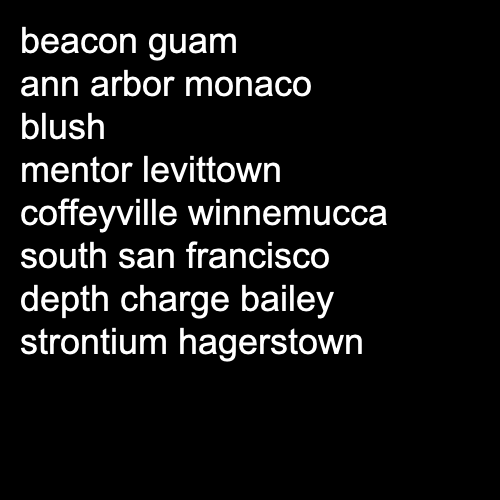 beacon guam
ann arbor monaco
blush
mentor levittown
coffeyville winnemucca
south san francisco
depth charge bailey
strontium hagerstown